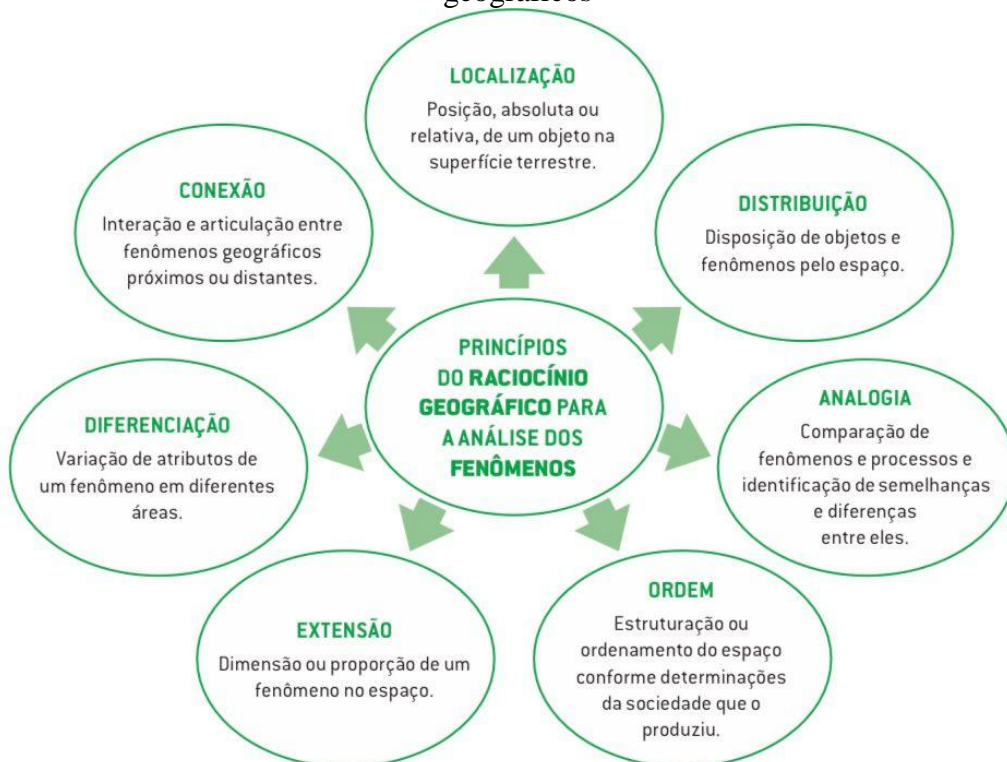 geográficos
LOCALIZAÇÃO
Posição, absoluta ou
relativa, de um objeto na
superfície terrestre.
CONEXÃO
Interação e articulação entre
fenômenos geográficos
próximos ou distantes.
DISTRIBUIÇÃO
Disposição de objetos e
fenômenos pelo espaço.
PRINCÍPIOS
DO RACIOCÍNIO
GEOGRÁFICO PARA
A ANÁLISE DOS
FENÔMENOS
DIFERENCIAÇÃO
Variação de atributos de
um fenômeno em diferentes
áreas.
ANALOGIA
Comparação de
fenômenos e processos e
identificação de semelhanças
e diferenças
entre eles.
EXTENSÃO
Dimensão ou proporção de um
fenômeno no espaço.
ORDEM
Estruturação ou
ordenamento do espaço
conforme determinações
da sociedade que o
produziu.